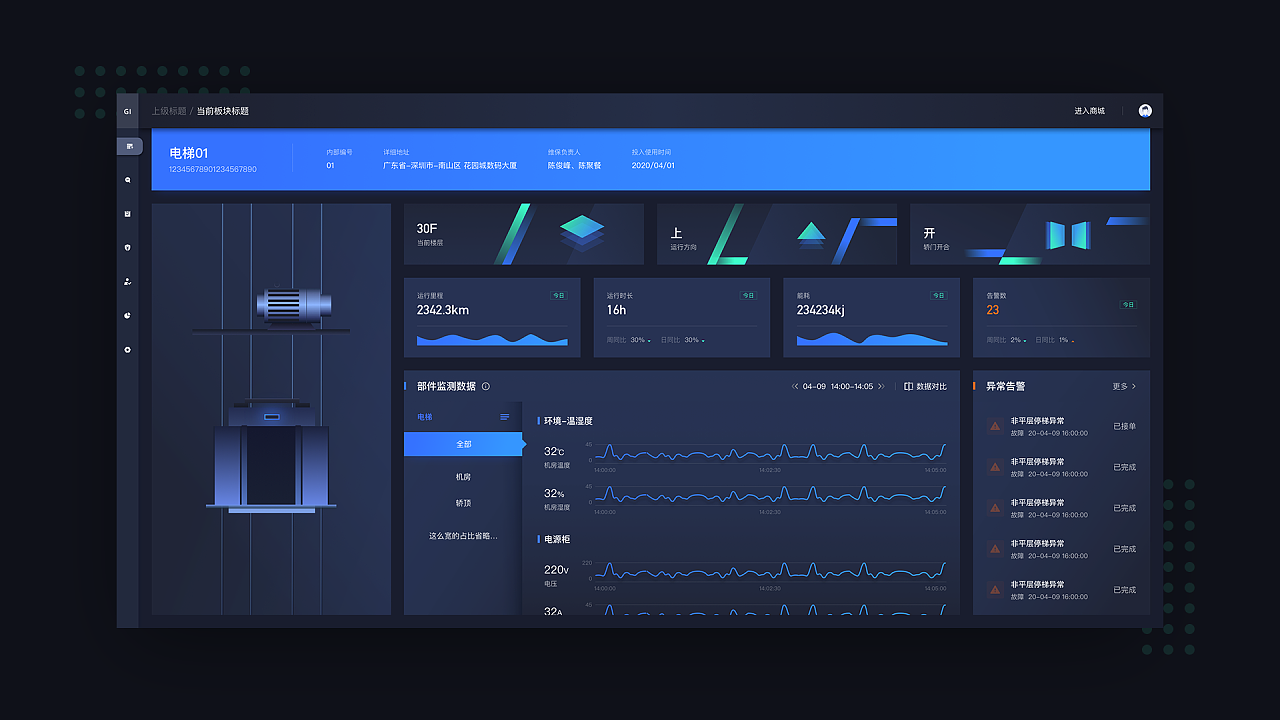 GI
上级标题 / 当前板块标题
进入商城
电梯01
12345678901234567890
内部编号
01
详细地址
广东省-深圳市-南山区 花园城数码大厦
维保负责人
陈俊峰、陈聚餐
投入使用时间
2020/04/01
30F
当前楼层
上
运行方向
开
轿门开合
运行里程
今日
2342.3km
运行时长
今日
16h
周同比 30% 日同比 30%
能耗
今日
234234kj
告警数
23
今日
周同比 2% 日同比 1%
部件监测数据
04-09 14:00-14:05
数据对比
电梯
全部
机房
轿顶
这么宽的占比省略...
环境-温湿度
32℃
机房温度
45
0
14:00:00 14:02:30 14:05:00
32%
机房湿度
45
0
14:00:00 14:02:30 14:05:00
电源柜
220V
电压
220
0
14:00:00 14:02:30 14:05:00
32A
45
异常告警
更多
非平层停梯异常
故障 20-04-09 16:00:00
已接单
非平层停梯异常
故障 20-04-09 16:00:00
已完成
非平层停梯异常
故障 20-04-09 16:00:00
已完成
非平层停梯异常
故障 20-04-09 16:00:00
已完成
非平层停梯异常
故障 20-04-09 16:00:00
已完成